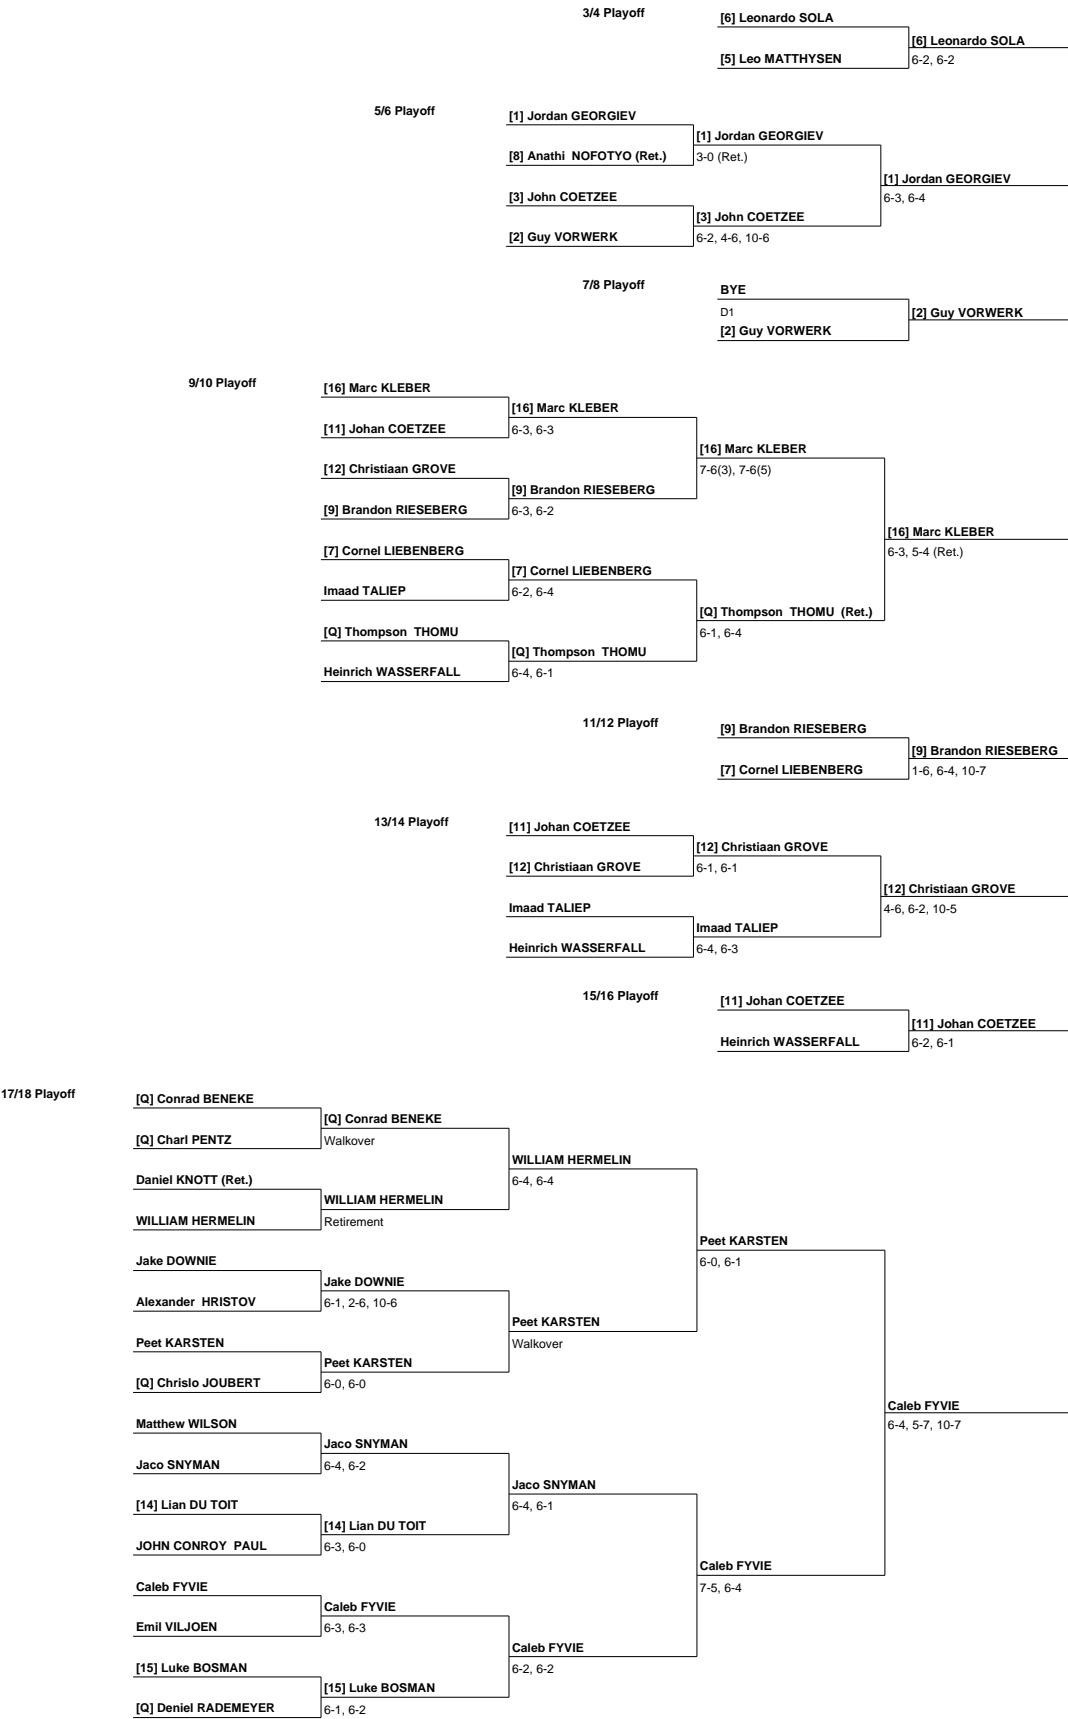 3/4 Playoff
[6] Leonardo SOLA
[6] Leonardo SOLA
[5] Leo MATTHYSEN
6-2, 6-2
5/6 Playoff
[1] Jordan GEORGIEV
[1] Jordan GEORGIEV
[8] Anathi NOFOTYO (Ret.)
3-0 (Ret.)
[1] Jordan GEORGIEV
[3] John COETZEE
6-3, 6-4
[3] John COETZEE
[2] Guy VORWERK
6-2, 4-6, 10-6
7/8 Playoff
BYE
D1
[2] Guy VORWERK
[2] Guy VORWERK
9/10 Playoff
[16] Marc KLEBER
[16] Marc KLEBER
[11] Johan COETZEE
6-3, 6-3
[16] Marc KLEBER
[12] Christiaan GROVE
7-6(3), 7-6(5)
[9] Brandon RIESEBERG
[9] Brandon RIESEBERG
6-3, 6-2
[16] Marc KLEBER
[7] Cornel LIEBENBERG
6-3, 5-4 (Ret.)
[7] Cornel LIEBENBERG
Imaad TALIEP
6-2, 6-4
[Q] Thompson THOMU (Ret.)
[Q] Thompson THOMU
6-1, 6-4
[Q] Thompson THOMU
Heinrich WASSERFALL
6-4, 6-1
11/12 Playoff
[9] Brandon RIESEBERG
[9] Brandon RIESEBERG
[7] Cornel LIEBENBERG
1-6, 6-4, 10-7
13/14 Playoff
[11] Johan COETZEE
[12] Christiaan GROVE
[12] Christiaan GROVE
6-1, 6-1
[12] Christiaan GROVE
Imaad TALIEP
4-6, 6-2, 10-5
Imaad TALIEP
Heinrich WASSERFALL
6-4, 6-3
15/16 Playoff
[11] Johan COETZEE
[11] Johan COETZEE
Heinrich WASSERFALL
6-2, 6-1
17/18 Playoff
[Q] Conrad BENEKE
[Q] Conrad BENEKE
[Q] Charl PENTZ
Walkover
WILLIAM HERMELIN
Daniel KNOTT (Ret.)
6-4, 6-4
WILLIAM HERMELIN
WILLIAM HERMELIN
Retirement
Peet KARSTEN
Jake DOWNIE
6-0, 6-1
Jake DOWNIE
Alexander HRISTOV
6-1, 2-6, 10-6
Peet KARSTEN
Peet KARSTEN
Walkover
Peet KARSTEN
[Q] Chrislo JOUBERT
6-0, 6-0
Caleb FYVIE
Matthew WILSON
6-4, 5-7, 10-7
Jaco SNYMAN
Jaco SNYMAN
6-4, 6-2
Jaco SNYMAN
[14] Lian DU TOIT
6-4, 6-1
[14] Lian DU TOIT
JOHN CONROY PAUL
6-3, 6-0
Caleb FYVIE
Caleb FYVIE
7-5, 6-4
Caleb FYVIE
Emil VILJOEN
6-3, 6-3
Caleb FYVIE
[15] Luke BOSMAN
6-2, 6-2
[15] Luke BOSMAN
[Q] Deniel RADEMEYER
6-1, 6-2